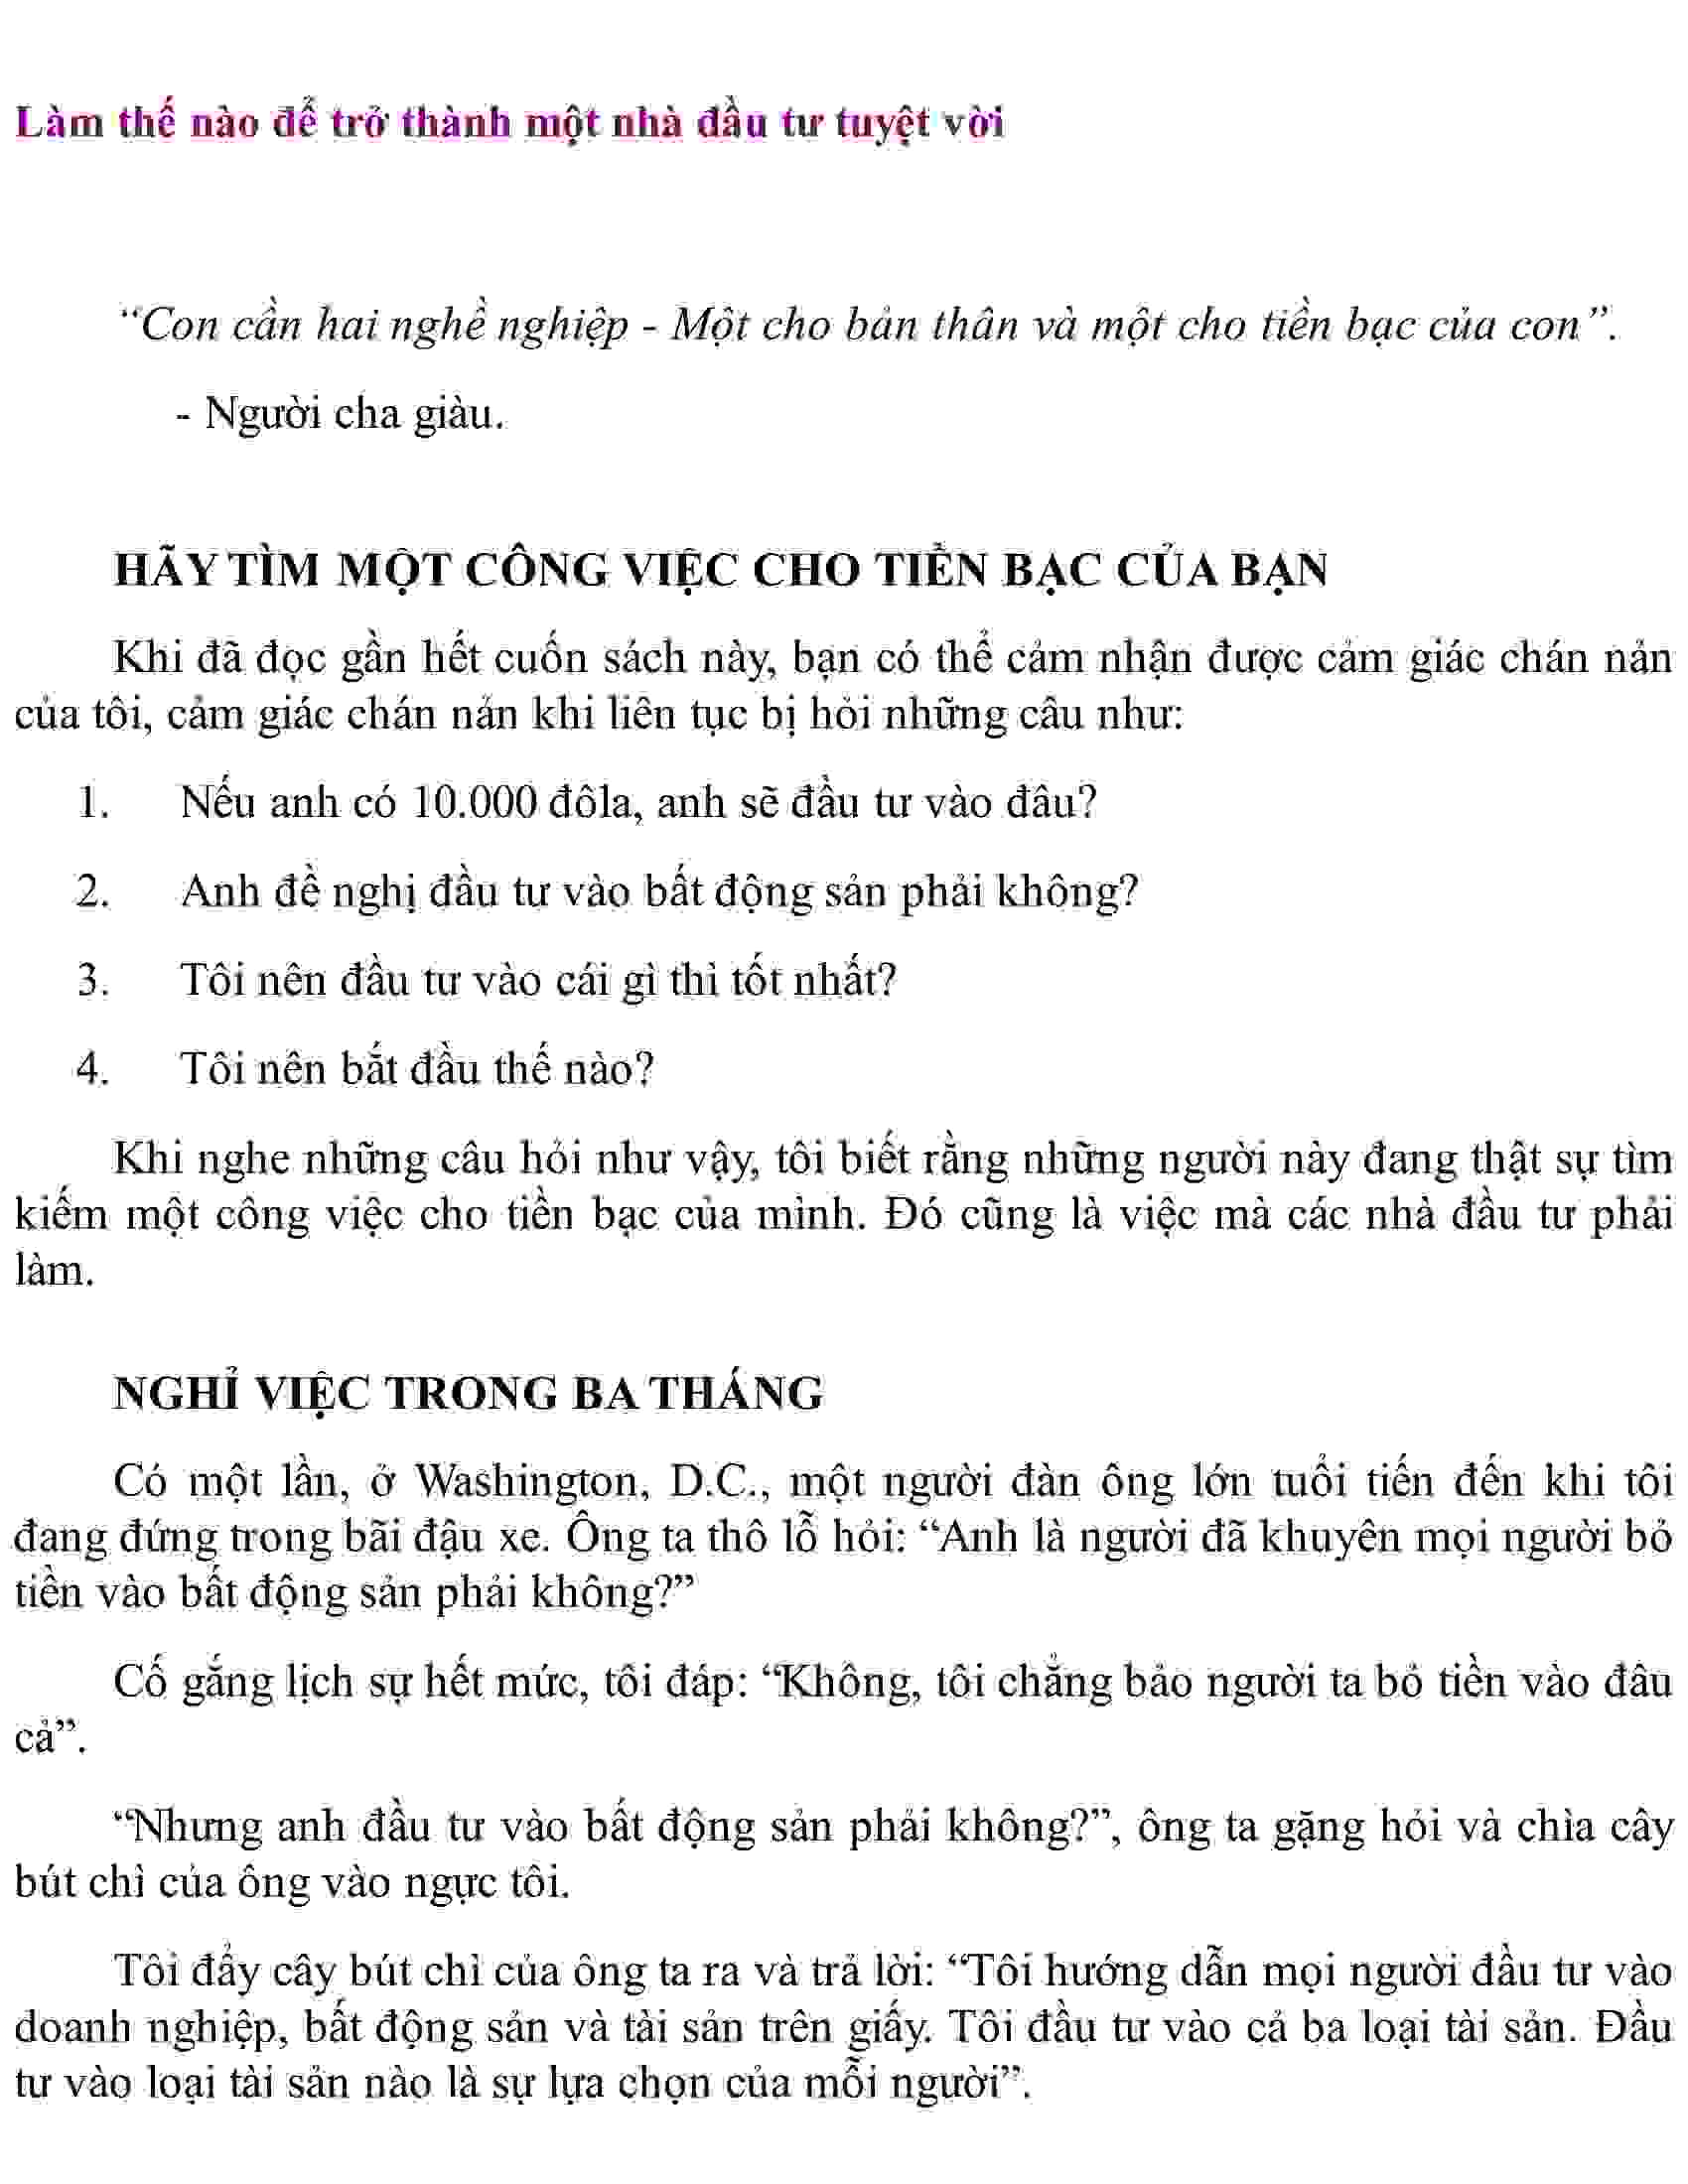 Làm thế nào để trở thành một nhà đầu tư tuyệt vời
“Con cần hai nghề nghiệp - Một cho bản thân và một cho tiền bạc của con”.
- Người cha giàu.
HÃY TÌM MỘT CÔNG VIỆC CHO TIỀN BẠC CỦA BẠN
Khi đã đọc gần hết cuốn sách này, bạn có thể cảm nhận được cảm giác chán nản
của tôi, cảm giác chán nản khi liên tục bị hỏi những câu như:
1. Nếu anh có 10.000 đôla, anh sẽ đầu tư vào đâu?
2. Anh đề nghị đầu tư vào bất động sản phải không?
3. Tôi nên đầu tư vào cái gì thì tốt nhất?
4. Tôi nên bắt đầu thế nào?
Khi nghe những câu hỏi như vậy, tôi biết rằng những người này đang thật sự tìm
kiếm một công việc cho tiền bạc của mình. Đó cũng là việc mà các nhà đầu tư phải
làm.
NGHỈ VIỆC TRONG BA THÁNG
Có một lần, ở Washington, D.C., một người đàn ông lớn tuổi tiến đến khi tôi
đang đứng trong bãi đậu xe. Ông ta thô lỗ hỏi: “Anh là người đã khuyên mọi người bỏ
tiền vào bất động sản phải không?”
Cố gắng lịch sự hết mức, tôi đáp: “Không, tôi chẳng bảo người ta bỏ tiền vào đâu
cả”.
“Nhưng anh đầu tư vào bất động sản phải không?”, ông ta gặng hỏi và chìa cây
bút chì của ông vào ngực tôi.
Tôi đẩy cây bút chì của ông ta ra và trả lời: “Tôi hướng dẫn mọi người đầu tư vào
doanh nghiệp, bất động sản và tài sản trên giấy. Tôi đầu tư vào cả ba loại tài sản. Đầu
tư vào loại tài sản nào là sự lựa chọn của mỗi người”.